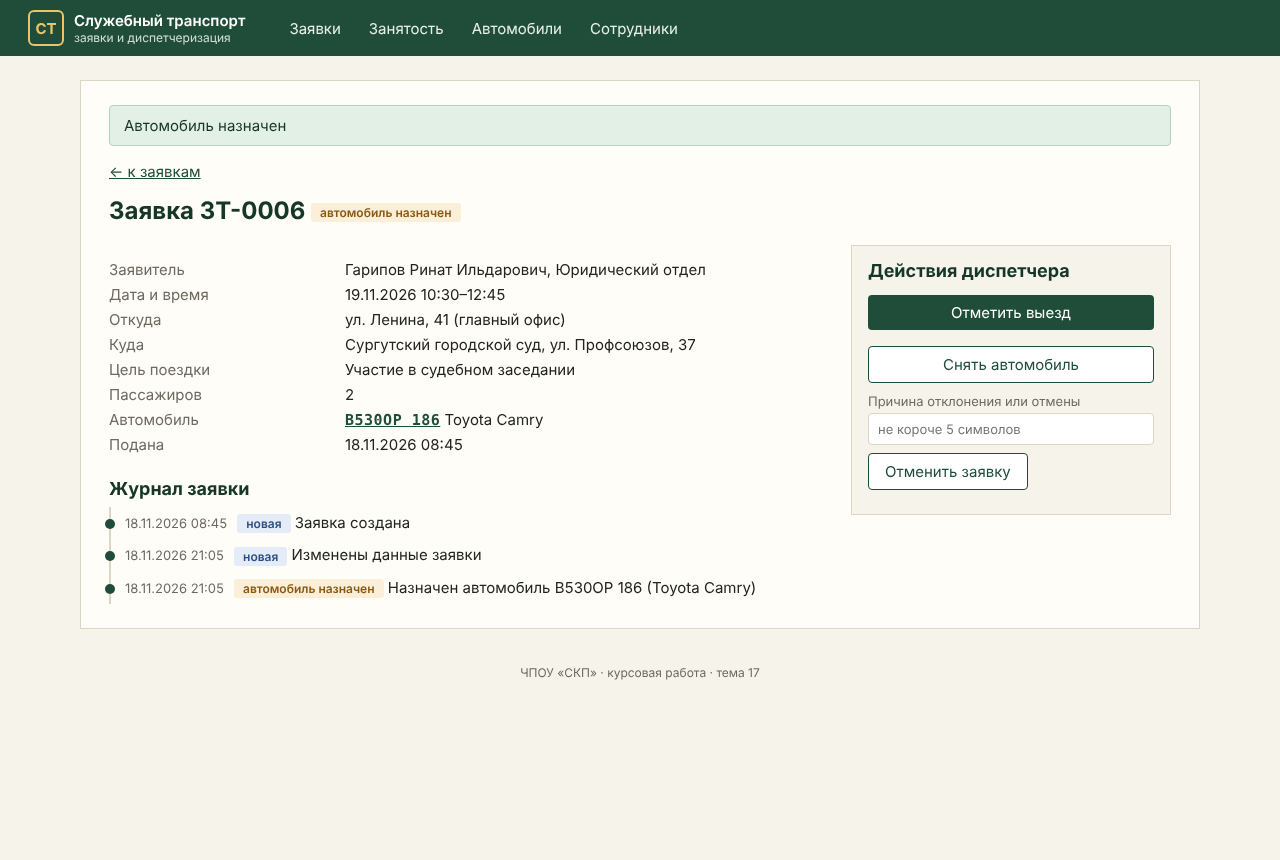 СТ
Служебный транспорт
заявки и диспетчеризация
Заявки
Занятость
Автомобили
Сотрудники
Автомобиль назначен
← к заявкам
Заявка ЗТ-0006 автомобиль назначен
Заявитель Гарипов Ринат Ильдарович, Юридический отдел
Дата и время 19.11.2026 10:30–12:45
Откуда ул. Ленина, 41 (главный офис)
Куда Сургутский городской суд, ул. Профсоюзов, 37
Цель поездки Участие в судебном заседании
Пассажиров 2
Автомобиль В530ОР 186 Toyota Camry
Подана 18.11.2026 08:45
Журнал заявки
18.11.2026 08:45 новая Заявка создана
18.11.2026 21:05 новая Изменены данные заявки
18.11.2026 21:05 автомобиль назначен Назначен автомобиль В530ОР 186 (Toyota Camry)
Действия диспетчера
Отметить выезд
Снять автомобиль
Причина отклонения или отмены
не короче 5 символов
Отменить заявку
ЧПОУ «СКП» · курсовая работа · тема 17